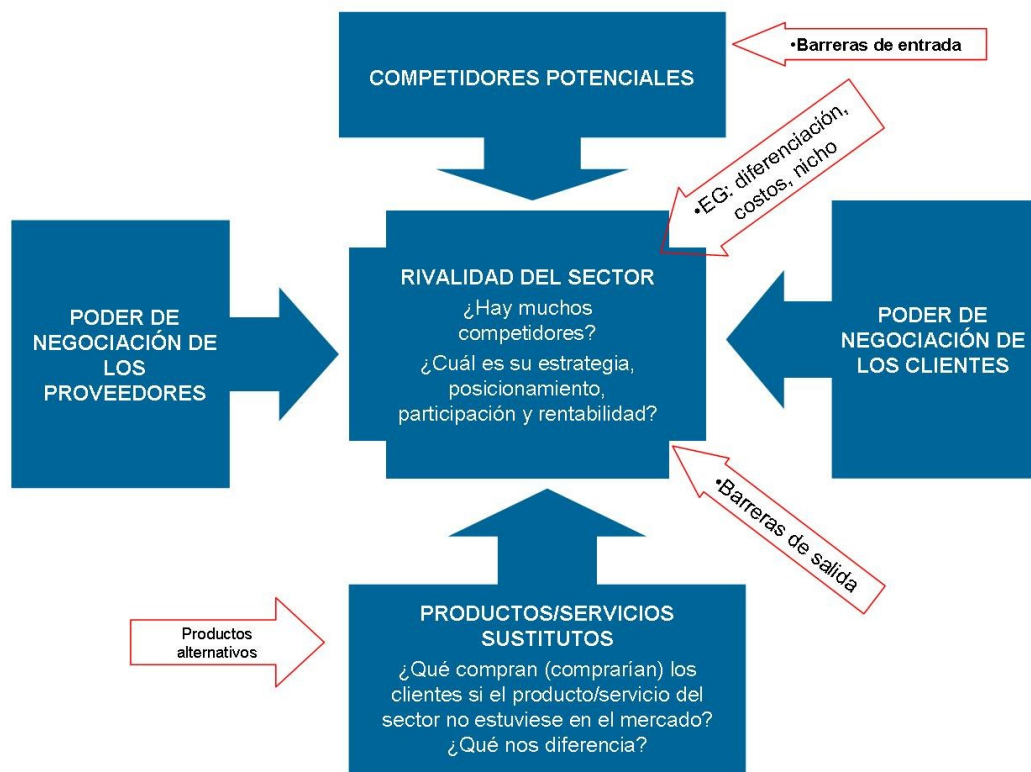 •Barreras de entrada
COMPETIDORES POTENCIALES
•EG: diferenciación,
costos, nicho
PODER DE
NEGOCIACIÓN DE
LOS
PROVEEDORES
RIVALIDAD DEL SECTOR
¿Hay muchos
competidores?
¿Cuál es su estrategia,
posicionamiento,
participación y rentabilidad?
PODER DE
NEGOCIACIÓN DE
LOS CLIENTES
•Barreras de salida
Productos
alternativos
PRODUCTOS/SERVICIOS
SUSTITUTOS
¿Qué compran (comprarían) los
clientes si el producto/servicio del
sector no estuviese en el mercado?
¿Qué nos diferencia?